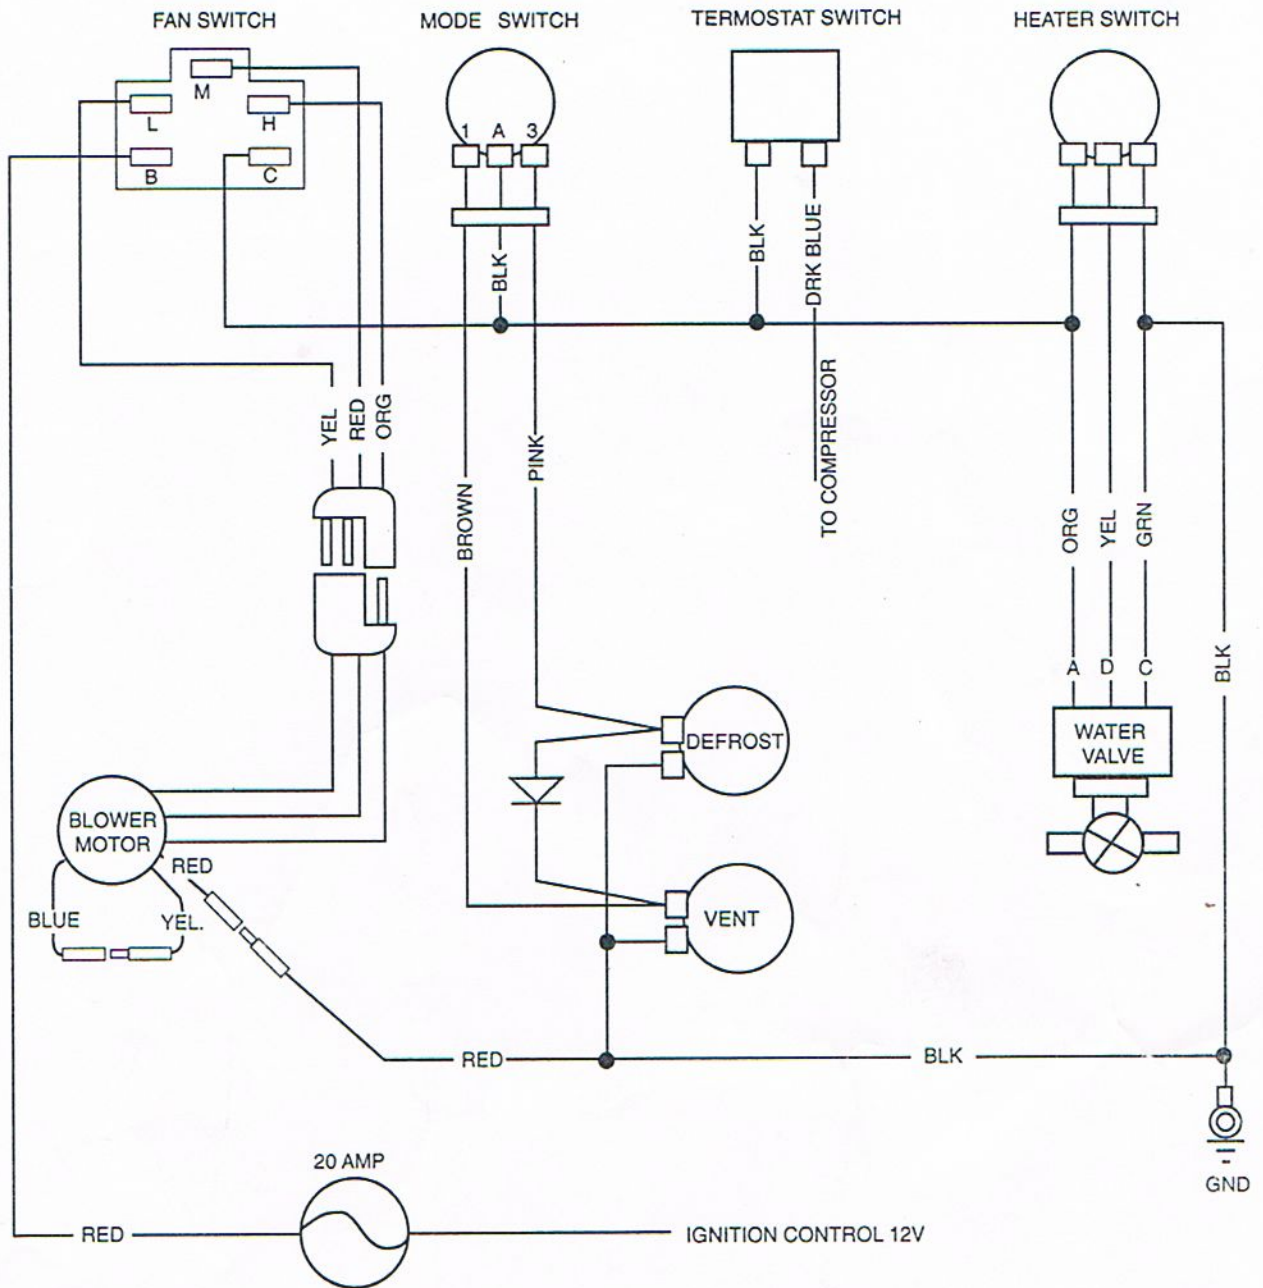 FAN SWITCH
MODE SWITCH
TERMOSTAT SWITCH
HEATER SWITCH
M
L
H
B
C
1 A 3
BLK
BLK
DRK BLUE
YEL
RED
ORG
BROWN
PINK
TO COMPRESSOR
ORG
YEL
GRN
BLK
A D C
WATER
VALVE
DEFROST
BLOWER
MOTOR
RED
BLUE
YEL.
VENT
RED
BLK
GND
20 AMP
RED
IGNITION CONTROL 12V